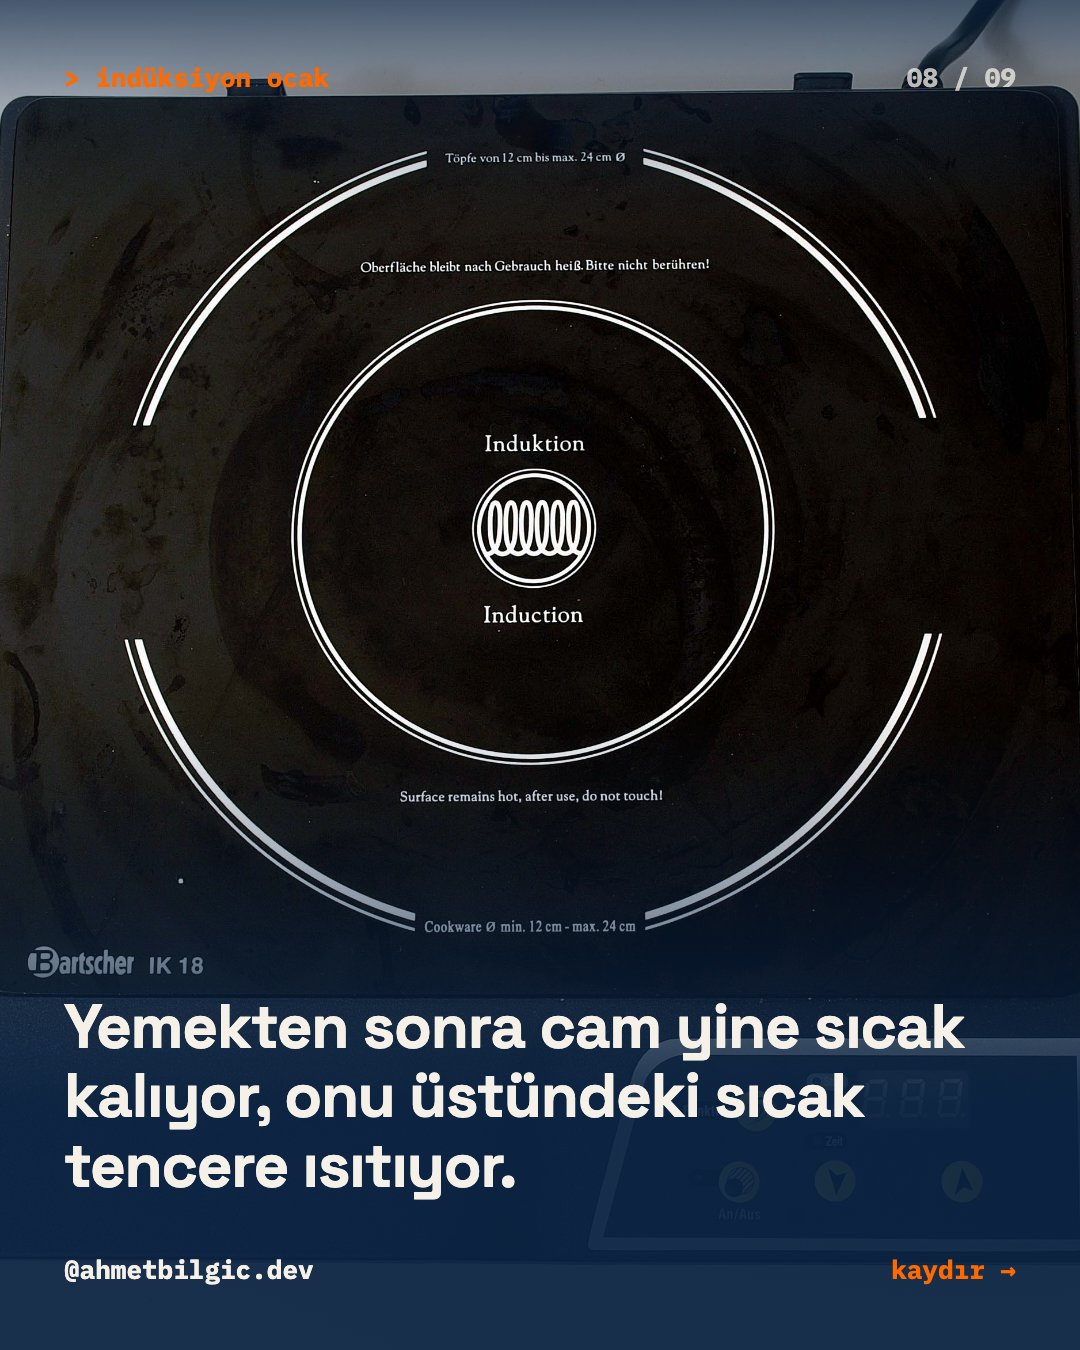 > indüksiyon ocak
08 / 09
Töpfe von 12 cm bis max. 24 cm Ø
Oberfläche bleibt nach Gebrauch heiß. Bitte nicht berühren!
Induktion
Induction
Surface remains hot, after use, do not touch!
Cookware Ø min. 12 cm - max. 24 cm
Bartscher IK 18
Yemekten sonra cam yine sıcak
kalıyor, onu üstündeki sıcak
tencere ısıtıyor.
Zeit
An/Aus
@ahmetbilgic.dev
kaydır →